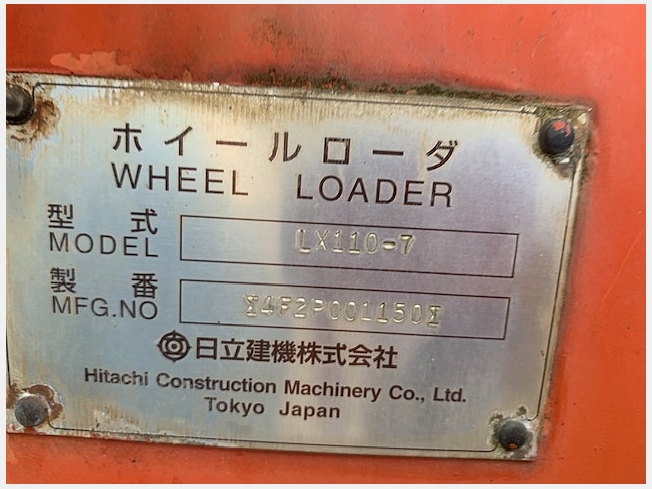 ホイールローダ
WHEEL LOADER
型式
MODEL LX110-7
製番
MFG.NO 4F2P001150
日立建機株式会社
Hitachi Construction Machinery Co., Ltd.
Tokyo Japan